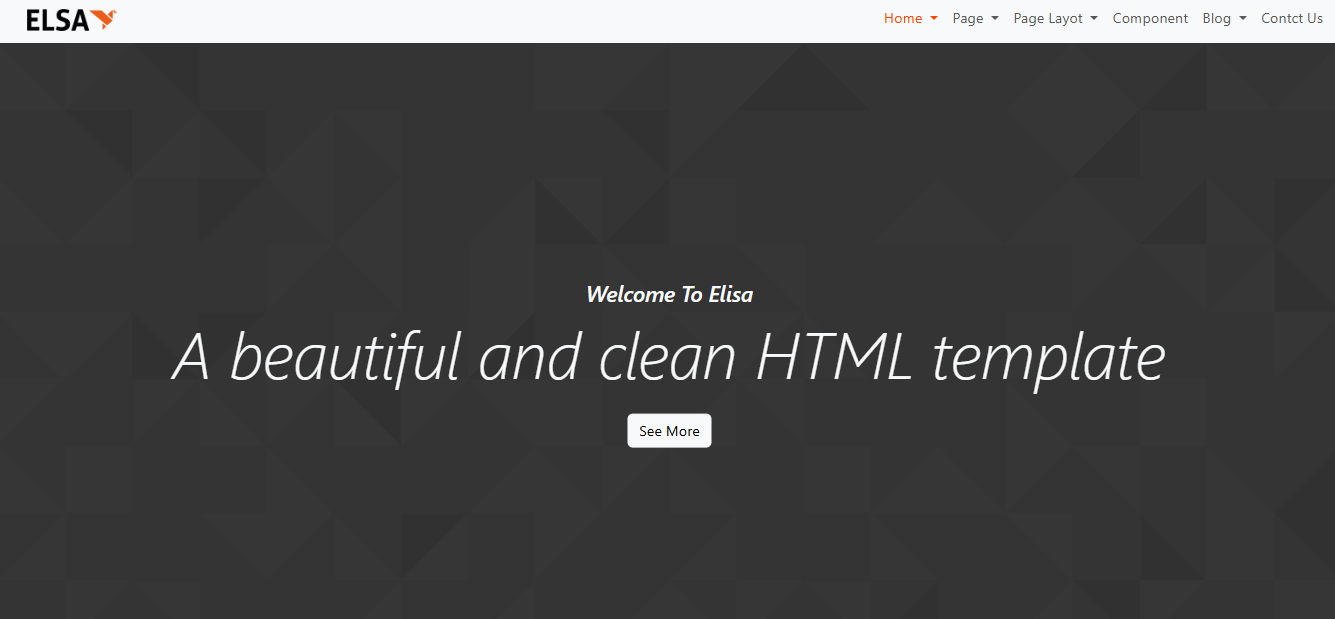 ELSA
Home Page Page Layot Component Blog Contct Us
Welcome To Elisa
A beautiful and clean HTML template
See More